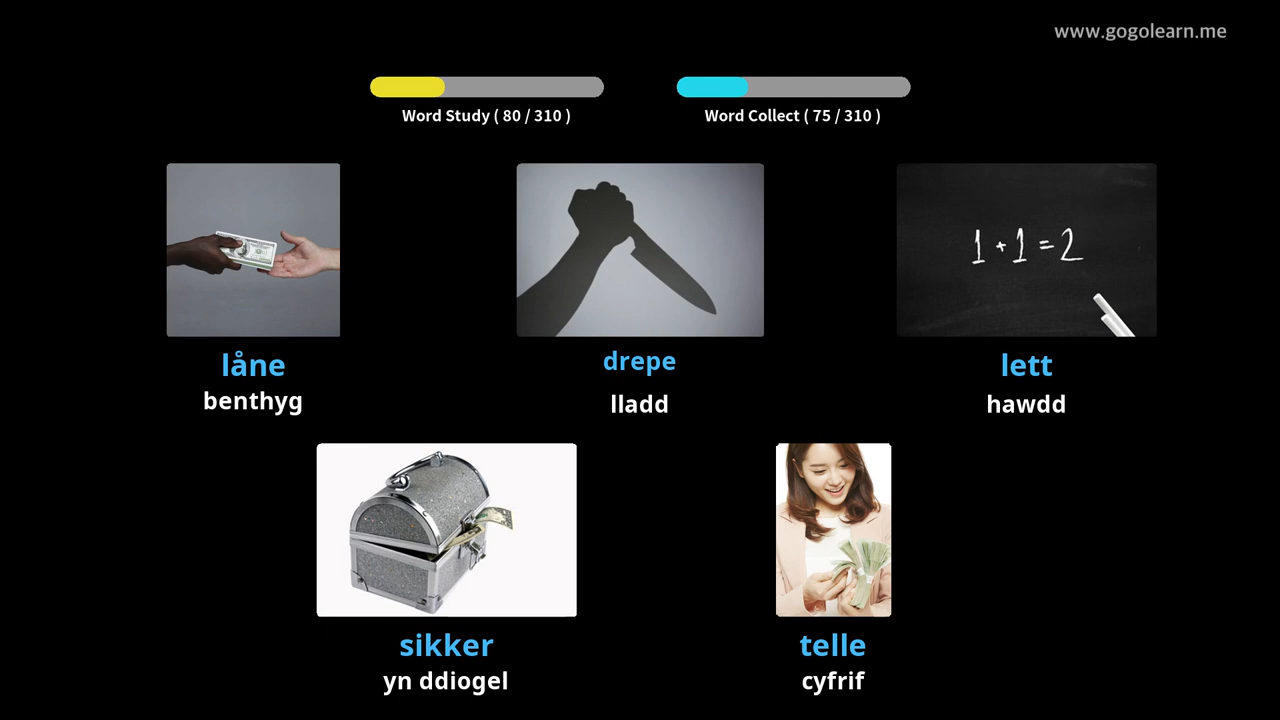 www.gogolearn.me
Word Study ( 80 / 310 )
Word Collect ( 75 / 310 )
1 + 1 = 2
låne
benthyg
drepe
lladd
lett
hawdd
sikker
yn ddiogel
telle
cyfrif